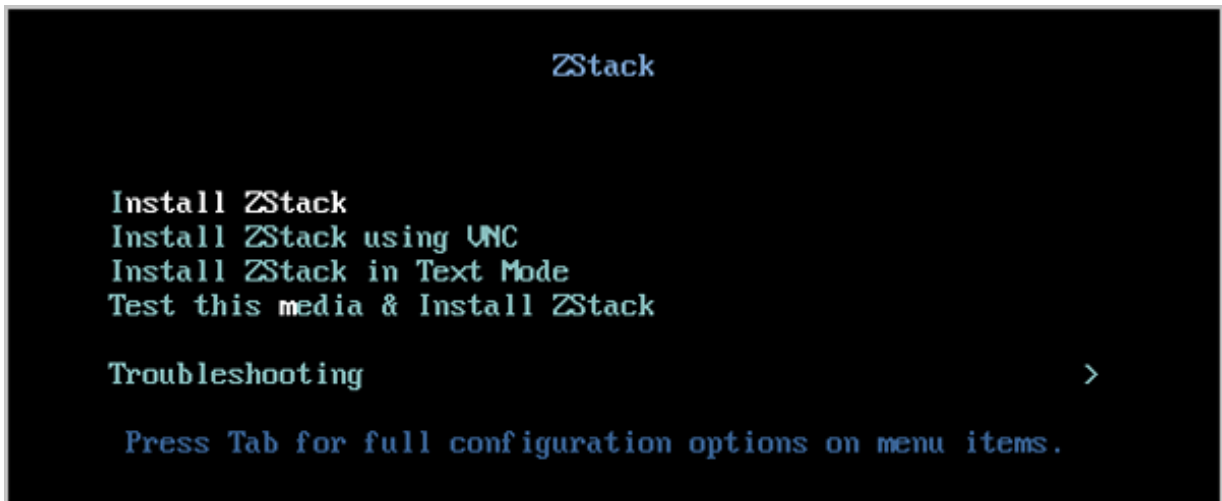 ZStack
Install ZStack
Install ZStack using VNC
Install ZStack in Text Mode
Test this media & Install ZStack
Troubleshooting >
Press Tab for full configuration options on menu items.